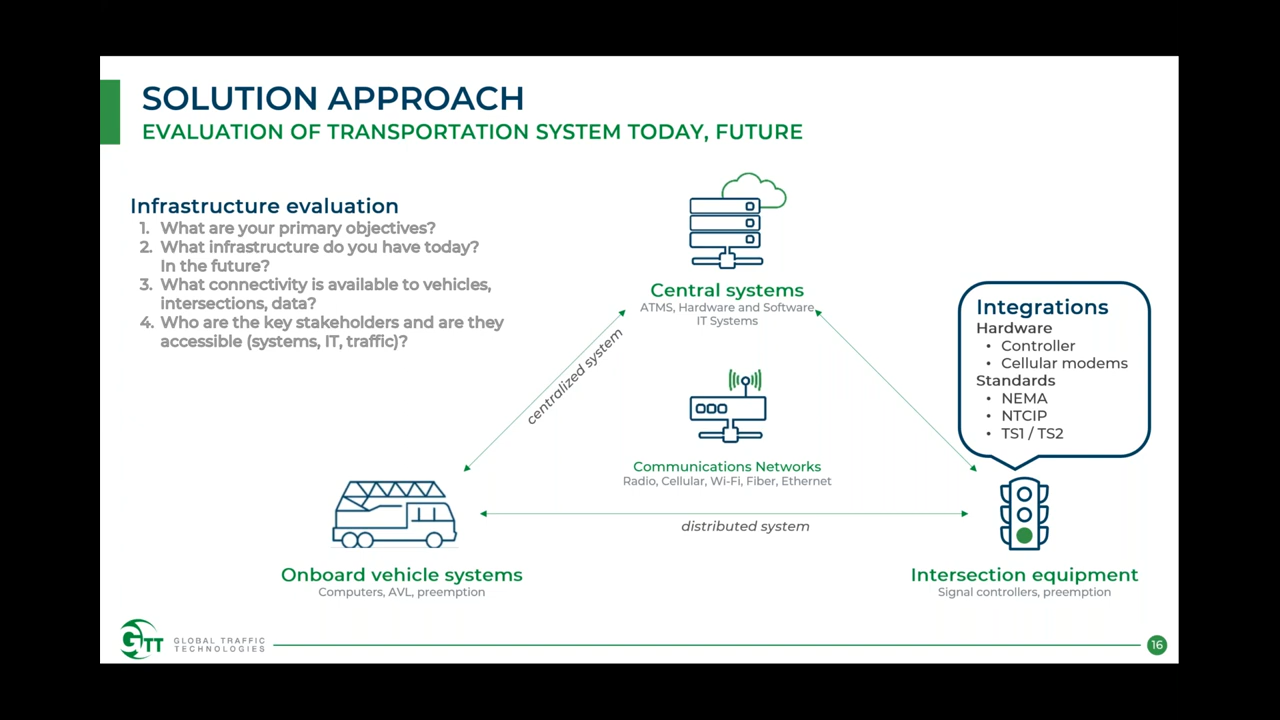 SOLUTION APPROACH
EVALUATION OF TRANSPORTATION SYSTEM TODAY, FUTURE
Infrastructure evaluation
1. What are your primary objectives?
2. What infrastructure do you have today?
In the future?
3. What connectivity is available to vehicles,
intersections, data?
4. Who are the key stakeholders and are they
accessible (systems, IT, traffic)?
Central systems
ATMS, Hardware and Software,
IT Systems
centralized system
Integrations
Hardware
• Controller
• Cellular modems
Standards
• NEMA
• NTCIP
• TS1 / TS2
Communications Networks
Radio, Cellular, Wi-Fi, Fiber, Ethernet
distributed system
Onboard vehicle systems
Computers, AVL, preemption
Intersection equipment
Signal controllers, preemption
GTT
GLOBAL TRAFFIC
TECHNOLOGIES
16